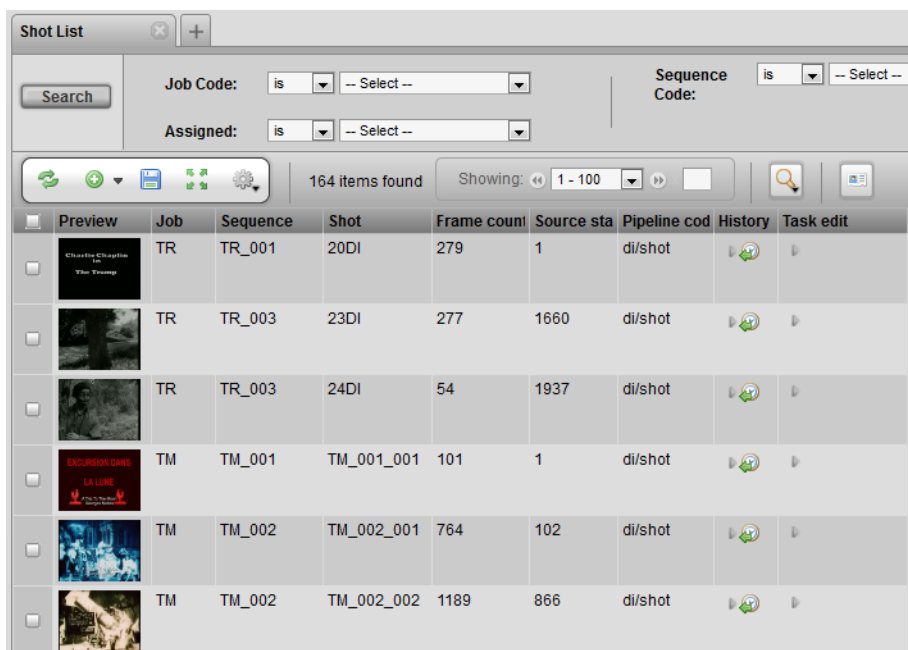 Shot List
Search
Job Code: is -- Select --
Sequence Code: is -- Select --
Assigned: is -- Select --
164 items found Showing: 1 - 100
Preview Job Sequence Shot Frame count Source sta Pipeline cod History Task edit
Charlie Chaplin
in
The Tramp
TR TR_001 20DI 279 1 di/shot
TR TR_003 23DI 277 1660 di/shot
TR TR_003 24DI 54 1937 di/shot
EXCURSION DANS
LA LUNE
TM TM_001 TM_001_001 101 1 di/shot
TM TM_002 TM_002_001 764 102 di/shot
TM TM_002 TM_002_002 1189 866 di/shot